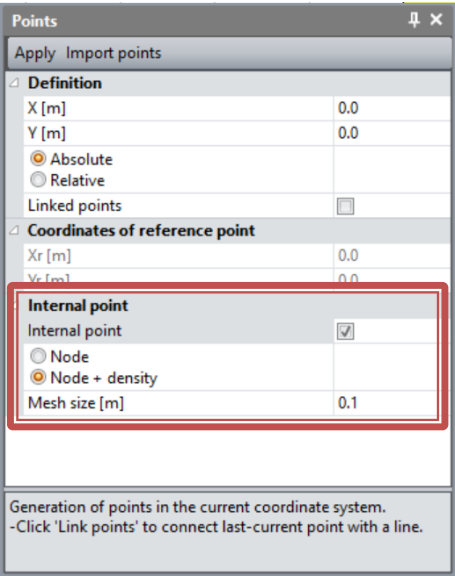 Points
Apply Import points
Definition
X [m] 0.0
Y [m] 0.0
Absolute
Relative
Linked points
Coordinates of reference point
Xr [m] 0.0
Yr [m] 0.0
Internal point
Internal point
Node
Node + density
Mesh size [m] 0.1
Generation of points in the current coordinate system.
-Click 'Link points' to connect last-current point with a line.